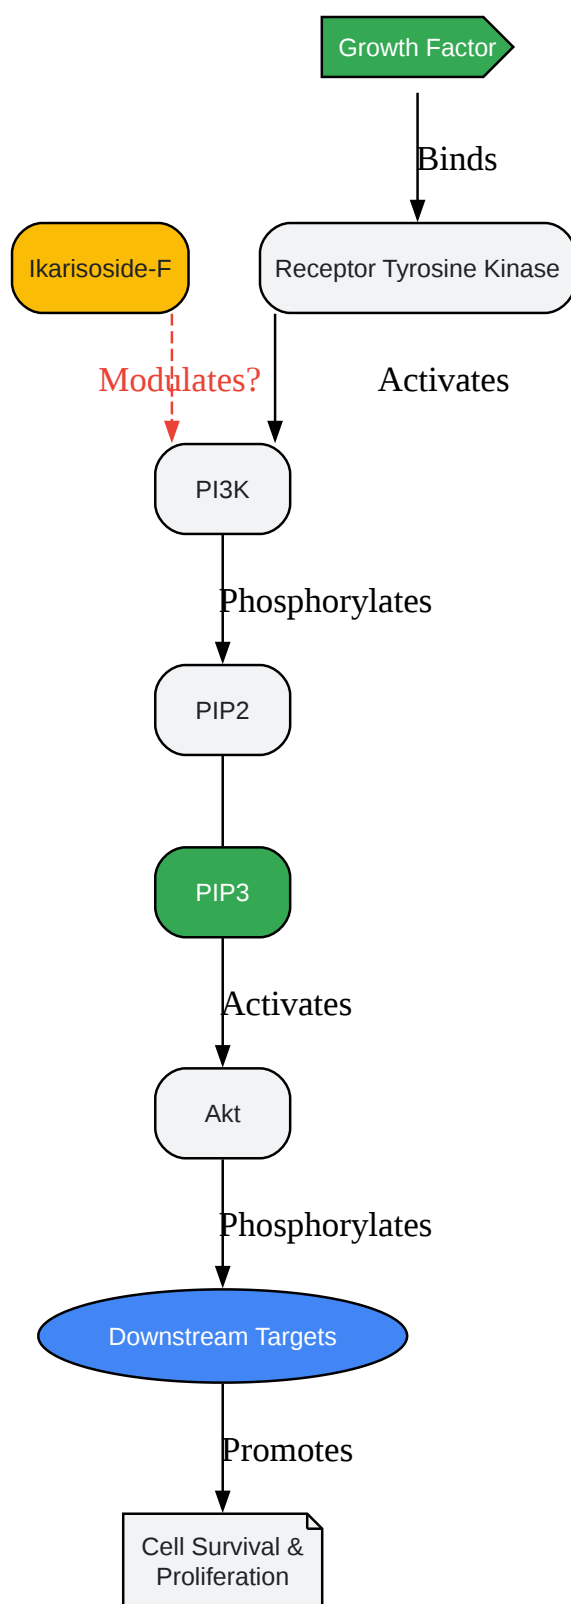 Growth Factor
Binds
Ikarisoside-F
Receptor Tyrosine Kinase
Modulates?
Activates
PI3K
Phosphorylates
PIP2
PIP3
Activates
Akt
Phosphorylates
Downstream Targets
Promotes
Cell Survival &
Proliferation